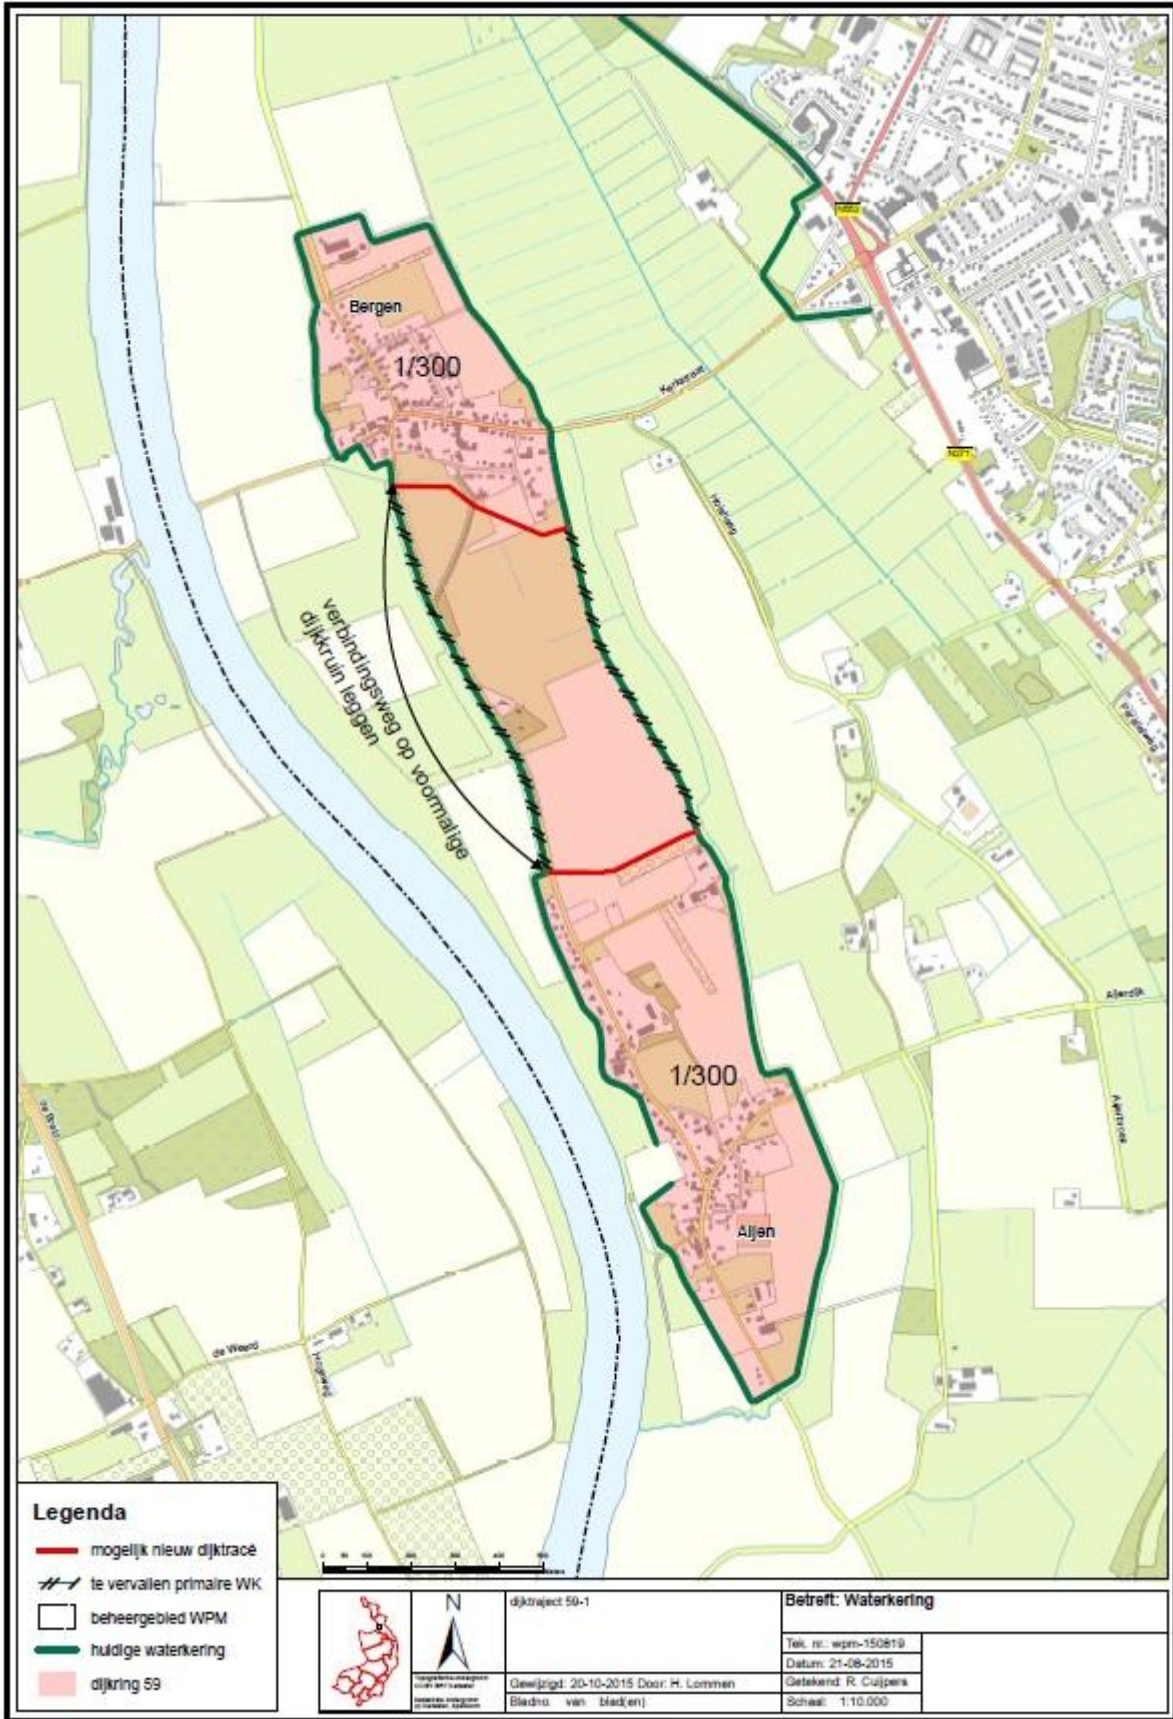 Bergen
1/300
Kerkstraat
N271
verbindingsweg op voormalige
dijkkruin leggen
1/300
Aijen
de Weerd
Legenda
mogelijk nieuw dijktracé
te vervallen primaire WK
beheergebied WPM
huidige waterkering
dijkring 59
N
dijktraject 59-1
Gewijzigd: 20-10-2015 Door: H. Lommen
Bladno. van blad(en)
Betreft: Waterkering
Tek. nr.: wpm-150819
Datum: 21-08-2015
Getekend: R. Cuijpers
Schaal: 1:10.000